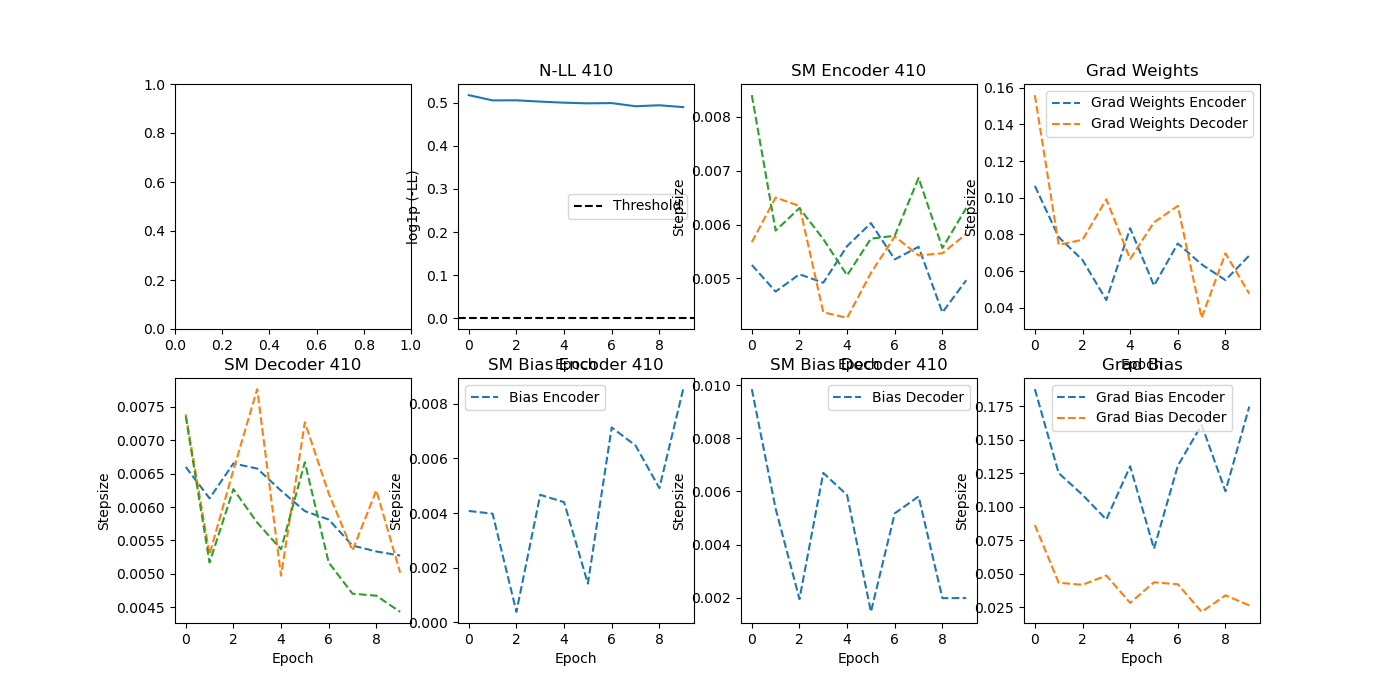 N-LL 410
SM Encoder 410
Grad Weights
1.0
0.8
0.6
0.4
0.2
0.0
0.0 0.2 0.4 0.6 0.8 1.0
log1p (-LL)
0.5
0.4
0.3
0.2
0.1
0.0
Threshold
0 2 4 6 8
Epoch
Stepsize
0.008
0.007
0.006
0.005
0 2 4 6 8
Epoch
Stepsize
0.16
0.14
0.12
0.10
0.08
0.06
0.04
Grad Weights Encoder
Grad Weights Decoder
0 2 4 6 8
Epoch
SM Decoder 410
Stepsize
0.0075
0.0070
0.0065
0.0060
0.0055
0.0050
0.0045
0 2 4 6 8
Epoch
SM Bias Encoder 410
Stepsize
0.008
0.006
0.004
0.002
0.000
Bias Encoder
0 2 4 6 8
Epoch
SM Bias Decoder 410
Stepsize
0.010
0.008
0.006
0.004
0.002
Bias Decoder
0 2 4 6 8
Epoch
Grad Bias
Stepsize
0.175
0.150
0.125
0.100
0.075
0.050
0.025
Grad Bias Encoder
Grad Bias Decoder
0 2 4 6 8
Epoch